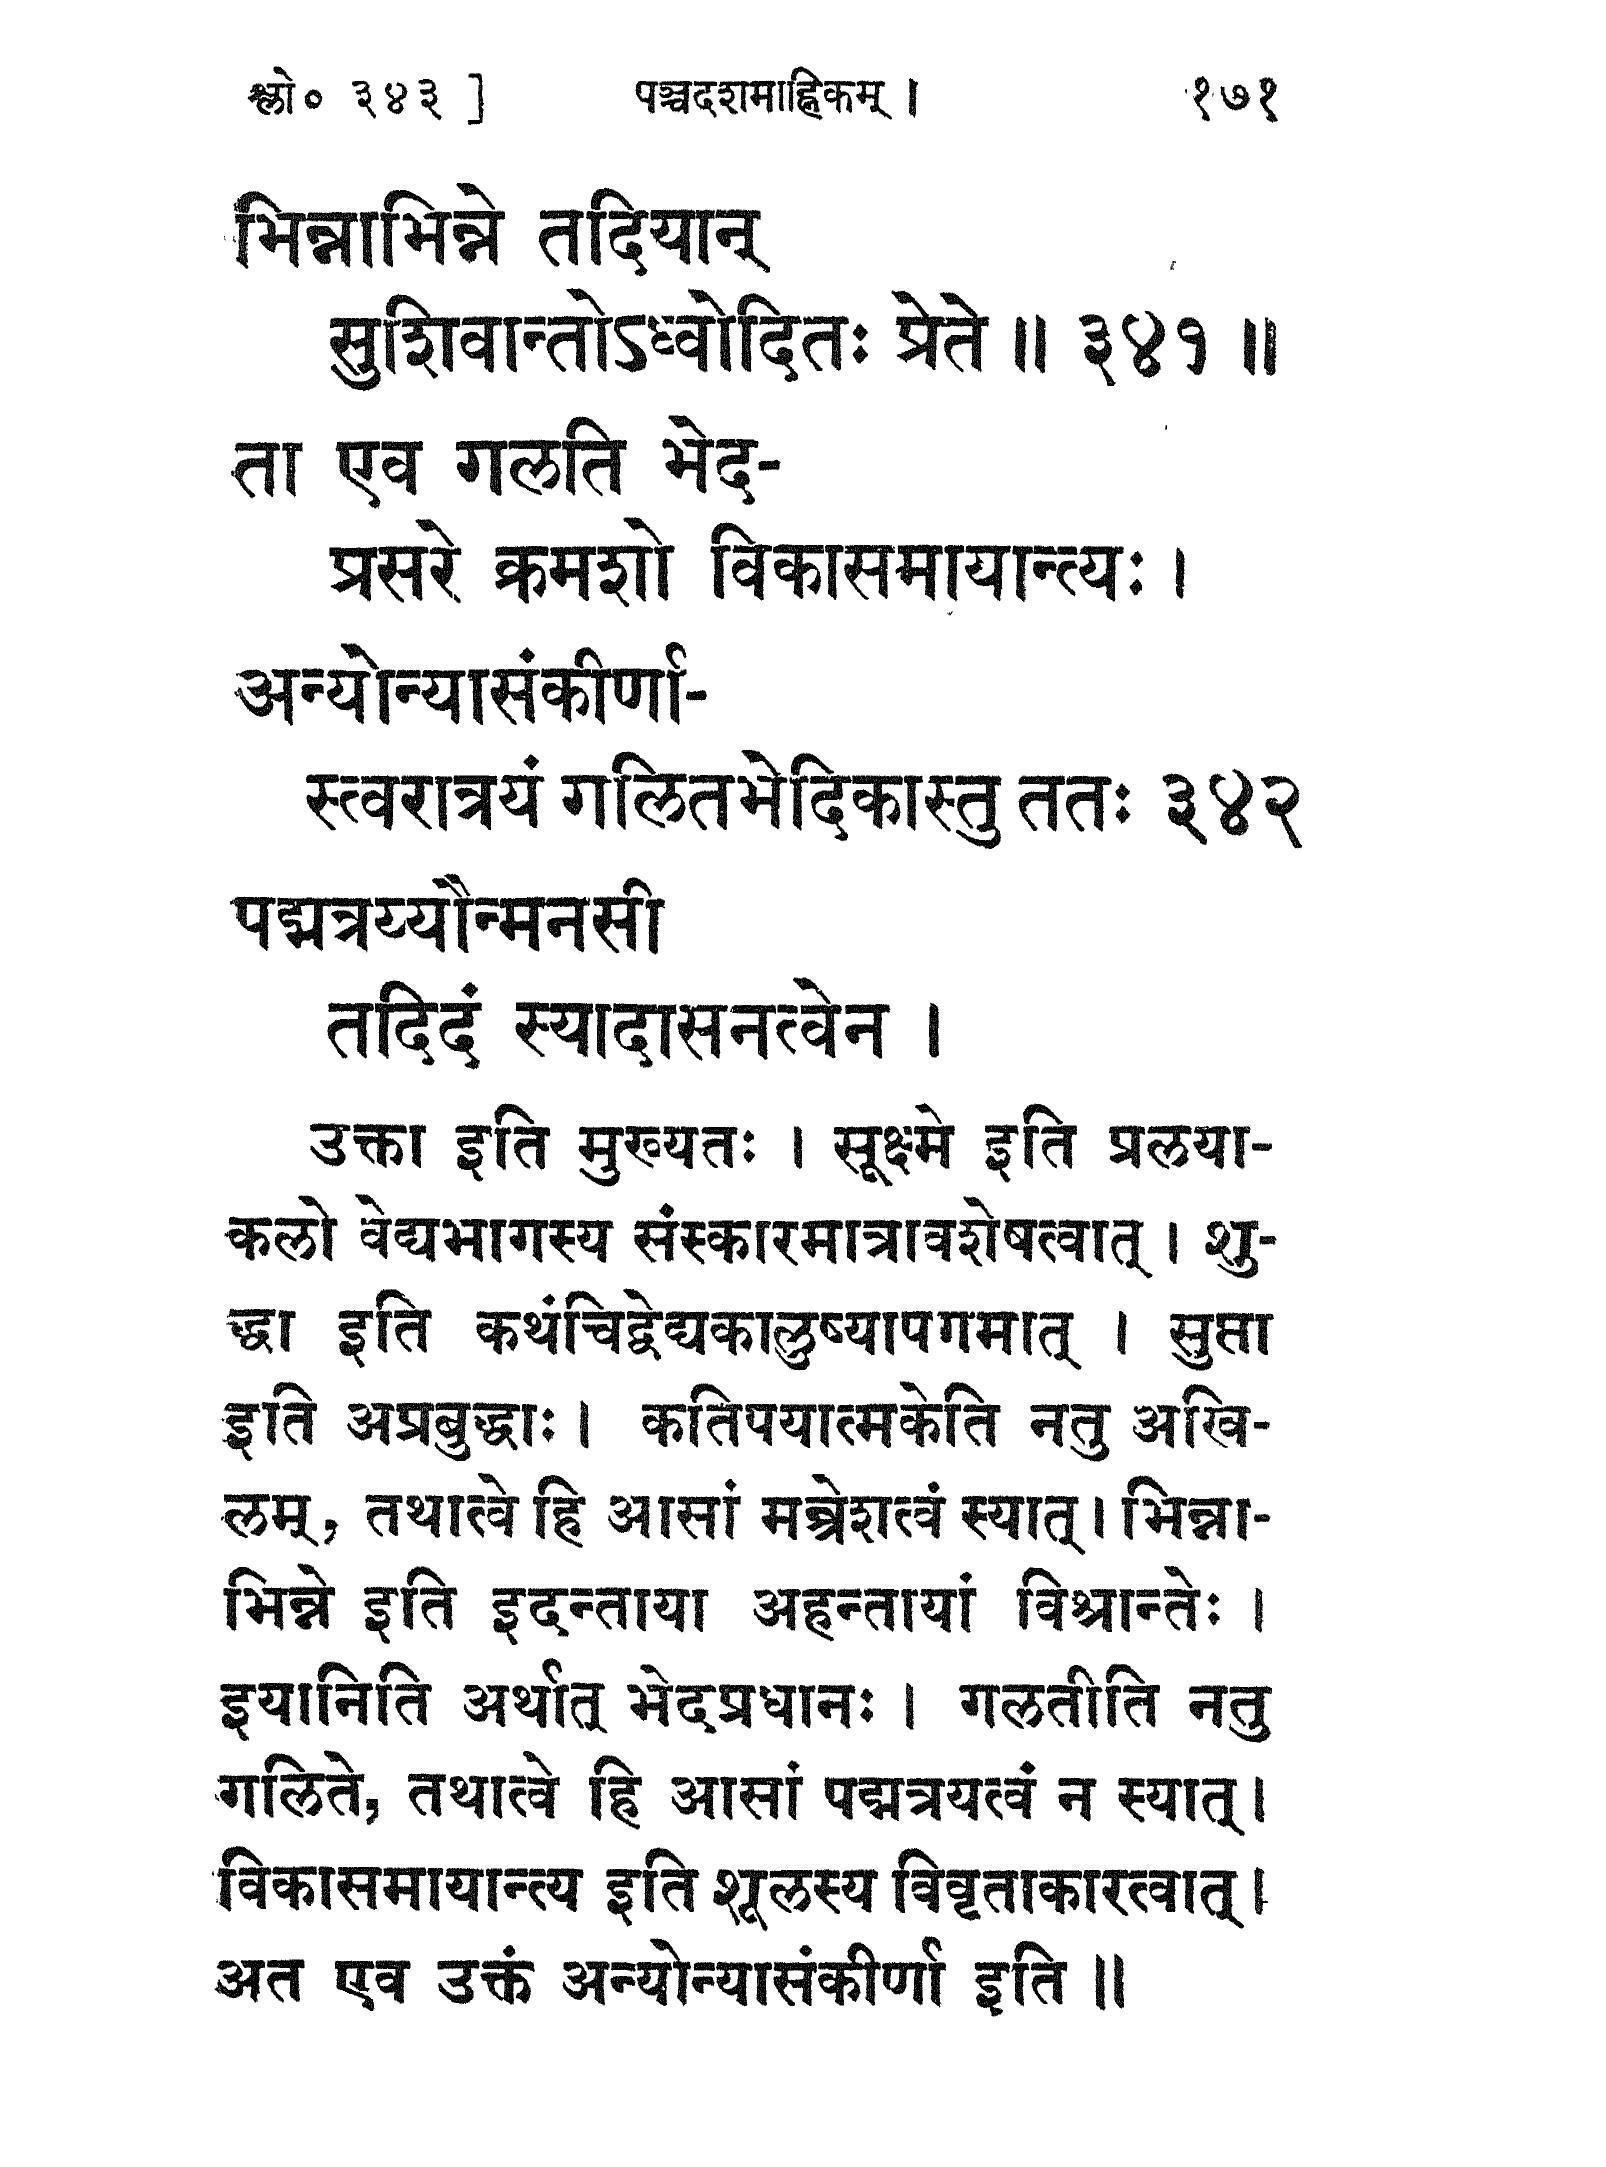 श्लो० ३४३ ] पञ्चदशमाह्निकम् । १७१
भिन्नाभिन्ने तदियान्
सुशिवान्तोऽध्वोदितः प्रेते ॥ ३४१ ॥
ता एव गलति भेद-
प्रसरे क्रमशो विकासमायान्त्यः ।
अन्योन्यासंकीर्णा-
स्त्वरात्रयं गलितभेदिकास्तु ततः ३४२
पद्मत्रय्यौन्मनसी
तदिदं स्यादासनत्वेन ।
उक्ता इति मुख्यतः । सूक्ष्मे इति प्रलया-
कलो वेद्यभागस्य संस्कारमात्रावशेषत्वात् । शु-
द्धा इति कथंचिद्वेद्यकालुष्यापगमात् । सुप्ता
इति अप्रबुद्धाः । कतिपयात्मकेति नतु अखि-
लम्, तथात्वे हि आसां मन्त्रेशत्वं स्यात् । भिन्ना-
भिन्ने इति इदन्ताया अहन्तायां विश्रान्तेः ।
इयानिति अर्थात् भेदप्रधानः । गलतीति नतु
गलिते, तथात्वे हि आसां पद्मत्रयत्वं न स्यात् ।
विकासमायान्त्य इति शूलस्य विवृताकारत्वात् ।
अत एव उक्तं अन्योन्यासंकीर्णा इति ॥